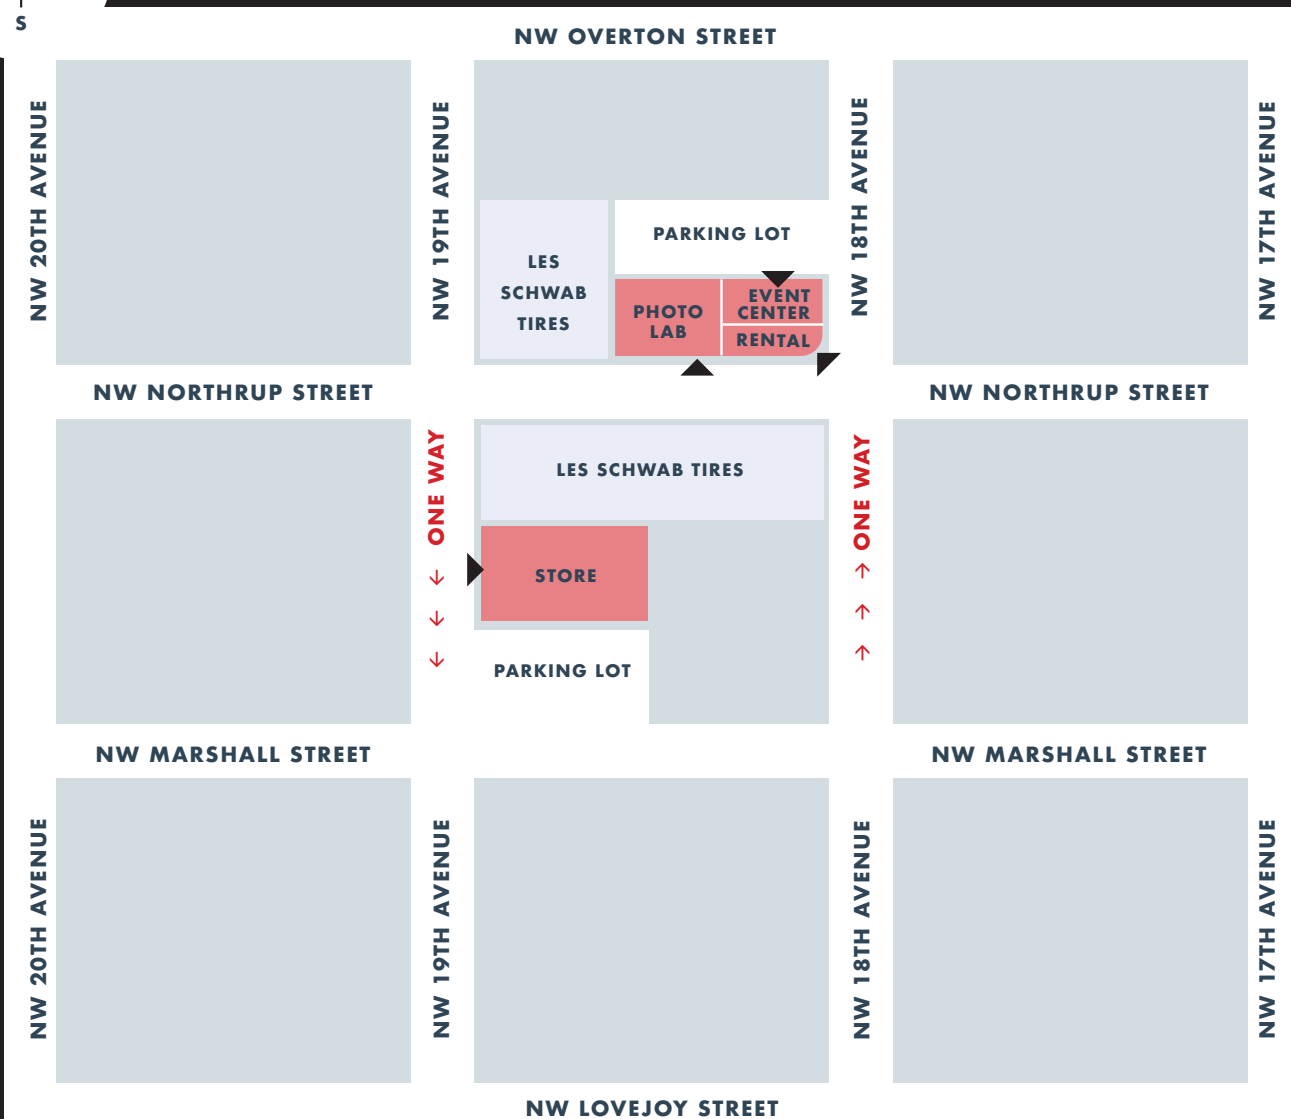 S
NW OVERTON STREET
NW 20TH AVENUE
NW 19TH AVENUE
NW 18TH AVENUE
NW 17TH AVENUE
PARKING LOT
LES
SCHWAB
TIRES
PHOTO
LAB
EVENT
CENTER
RENTAL
NW NORTHRUP STREET
NW NORTHRUP STREET
ONE WAY
ONE WAY
LES SCHWAB TIRES
STORE
PARKING LOT
NW MARSHALL STREET
NW MARSHALL STREET
NW 20TH AVENUE
NW 19TH AVENUE
NW 18TH AVENUE
NW 17TH AVENUE
NW LOVEJOY STREET